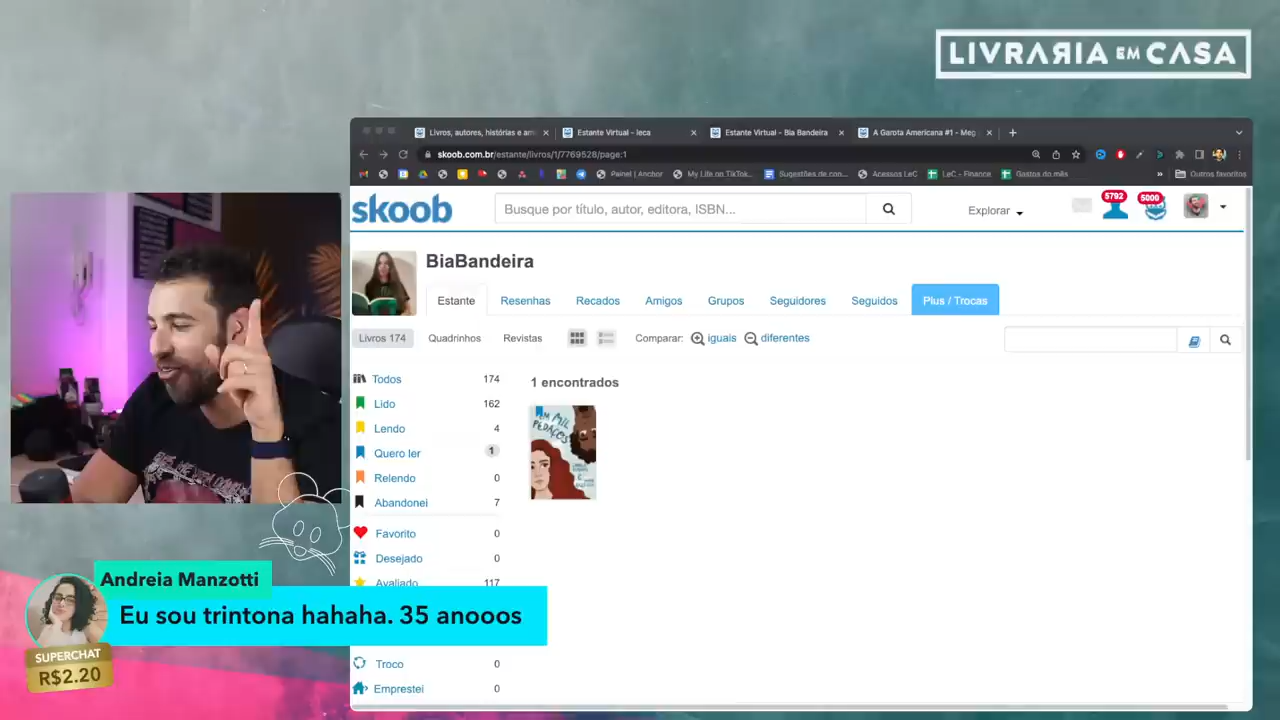 LIVRARIA EM CASA
Livros, autores, histórias e am
Estante Virtual - leca
Estante Virtual - Bia Bandeira
A Garota Americana #1 - Meg
skoob.com.br/estante/livros/1/7769528/page:1
Painel | Anchor
My Life on TikTok...
Sugestões de con...
Acessos LeC
LeC - Finance
Gastos do mês
»
Outros favoritos
skoob
Busque por título, autor, editora, ISBN...
Explorar
5792
5000
BiaBandeira
Estante
Resenhas
Recados
Amigos
Grupos
Seguidores
Seguidos
Plus / Trocas
Livros 174
Quadrinhos
Revistas
Comparar:
iguais
diferentes
Todos 174
Lido 162
Lendo 4
Quero ler 1
Relendo 0
Abandonei 7
Favorito 0
Desejado 0
Avaliado 117
Troco 0
Emprestei 0
1 encontrados
EM MIL
PEDAÇOS
Andreia Manzotti
Eu sou trintona hahaha. 35 anooos
SUPERCHAT
R$2.20